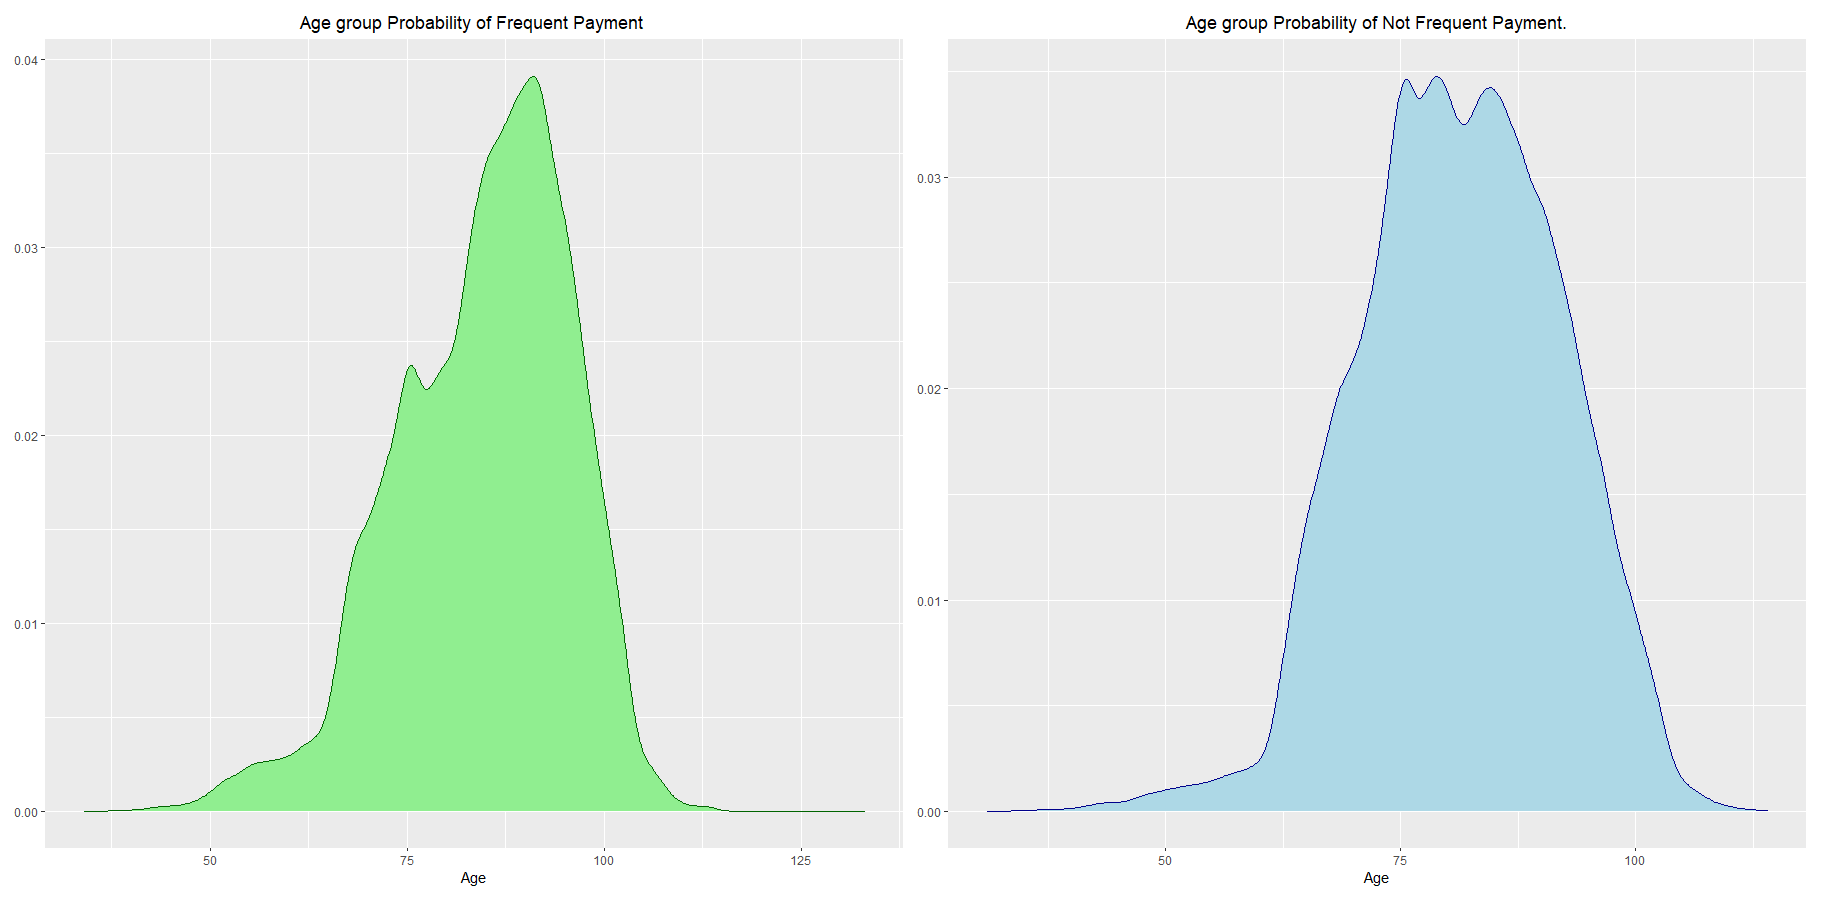 Age group Probability of Frequent Payment
0.04
0.03
0.02
0.01
0.00
50 75 100 125
Age
Age group Probability of Not Frequent Payment.
0.03
0.02
0.01
0.00
50 75 100
Age